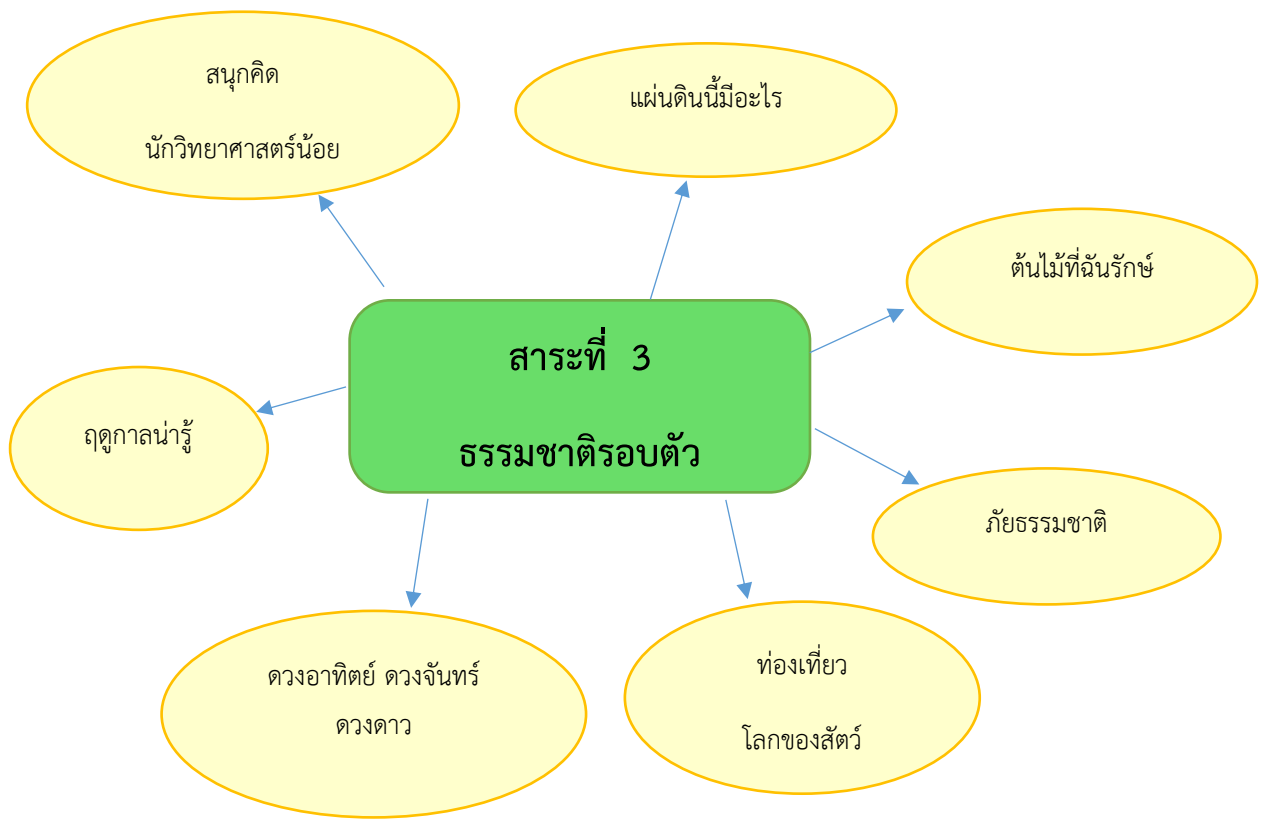 สนุกคิด
นักวิทยาศาสตร์น้อย
แผ่นดินนี้มีอะไร
ต้นไม้ที่ฉันรักษ์
สาระที่ 3
ธรรมชาติรอบตัว
ฤดูกาลน่ารู้
ภัยธรรมชาติ
ดวงอาทิตย์ ดวงจันทร์
ดวงดาว
ท่องเที่ยว
โลกของสัตว์